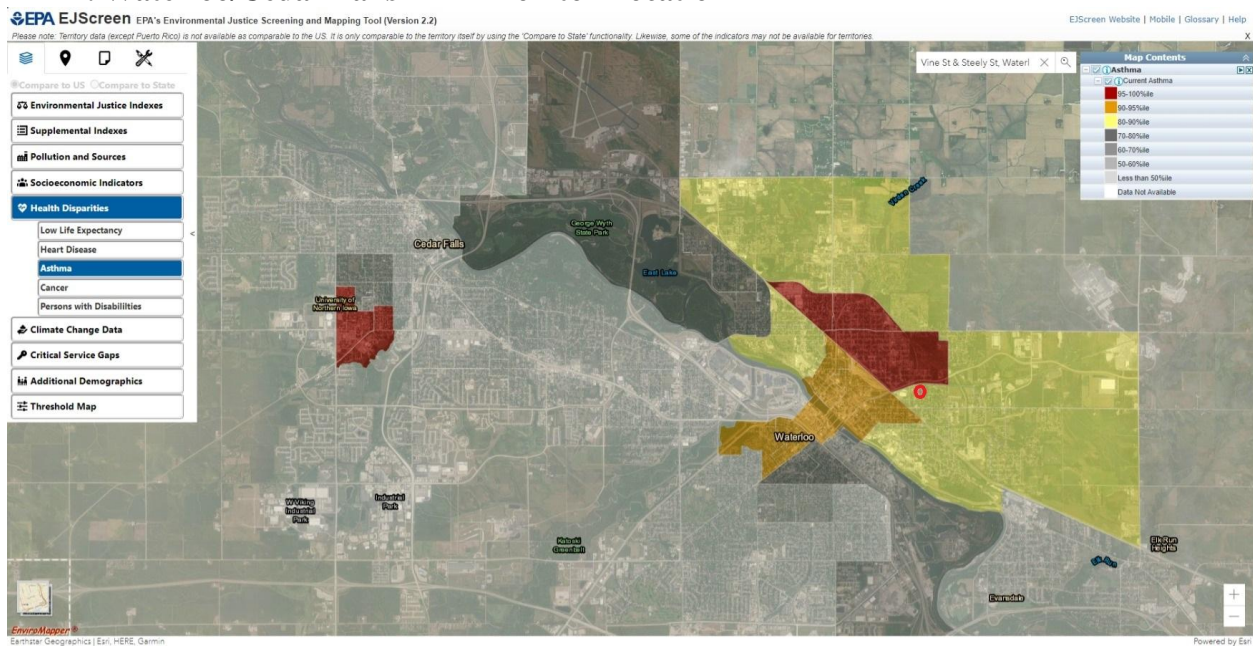 EPA EJScreen EPA's Environmental Justice Screening and Mapping Tool (Version 2.2)
EJScreen Website | Mobile | Glossary | Help
Please note: Territory data (except Puerto Rico) is not available as comparable to the US. It is only comparable to the territory itself by using the 'Compare to State' functionality. Likewise, some of the indicators may not be available for territories.
X
Compare to US Compare to State
Environmental Justice Indexes
Supplemental Indexes
Pollution and Sources
Socioeconomic Indicators
Health Disparities
Low Life Expectancy
Heart Disease
Asthma
Cancer
Persons with Disabilities
Climate Change Data
Critical Service Gaps
Additional Demographics
Threshold Map
Vine St & Steely St, Waterl
Map Contents
Asthma
Current Asthma
95-100%ile
90-95%ile
80-90%ile
70-80%ile
60-70%ile
50-60%ile
Less than 50%ile
Data Not Available
Virden Creek
George Wyth
State Park
Cedar Falls
East Lake
University of
Northern Iowa
Waterloo
W Viking
Industrial
Park
Industrial
Park
Katoski
Greenbelt
Elk Run
Heights
Elk Run
Evansdale
EnviroMapper
Earthstar Geographics | Esri, HERE, Garmin
Powered by Esri